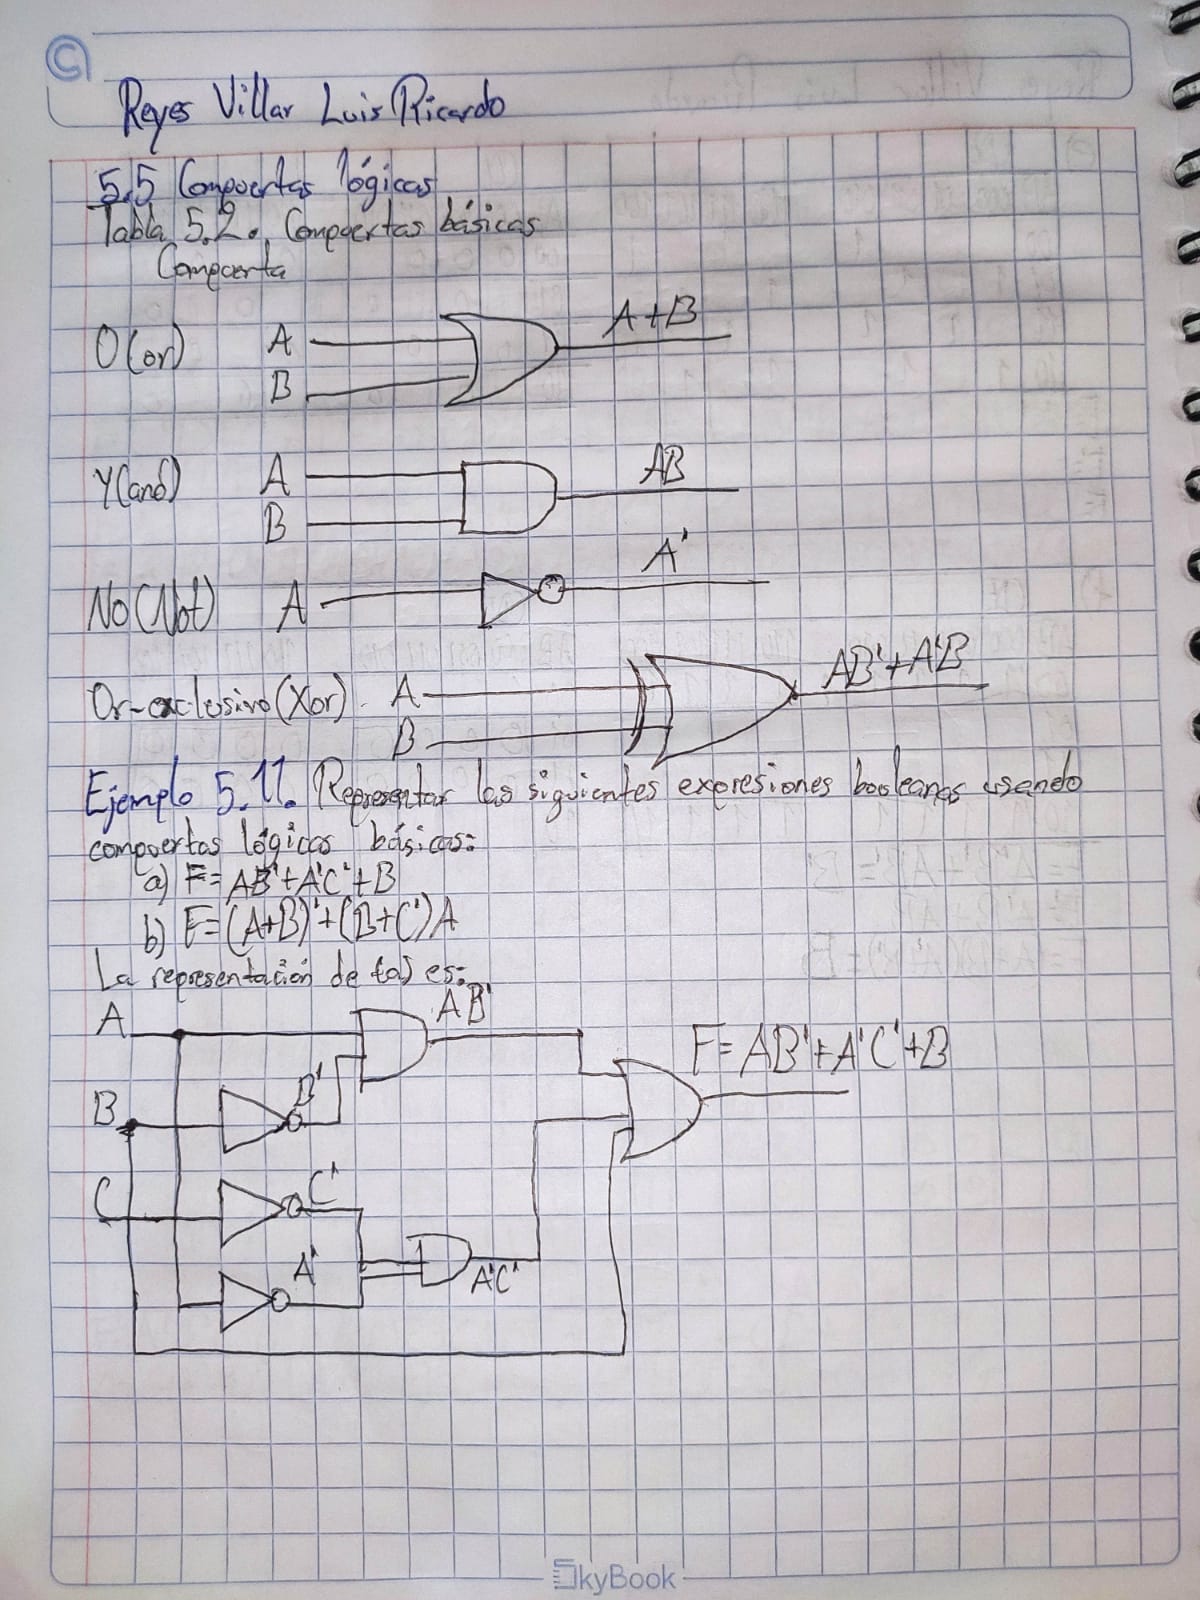 Reyes Villar Luis Ricardo
5.5 Compuertas lógicas
Tabla 5.2. Compuertas básicas
Compuerta
O(or) A B A+B
Y(and) A B AB
No(Not) A A'
Or-exclusivo(Xor) A B AB'+A'B
Ejemplo 5.11. Representar las siguientes expresiones booleanas usando
compuertas lógicas básicas:
a) F=AB'+A'C'+B
b) F=(A+B)'+(B+C')A
La representación de (a) es:
A AB'
F=AB'+A'C'+B
B B'
C C'
A' A'C'
SkyBook